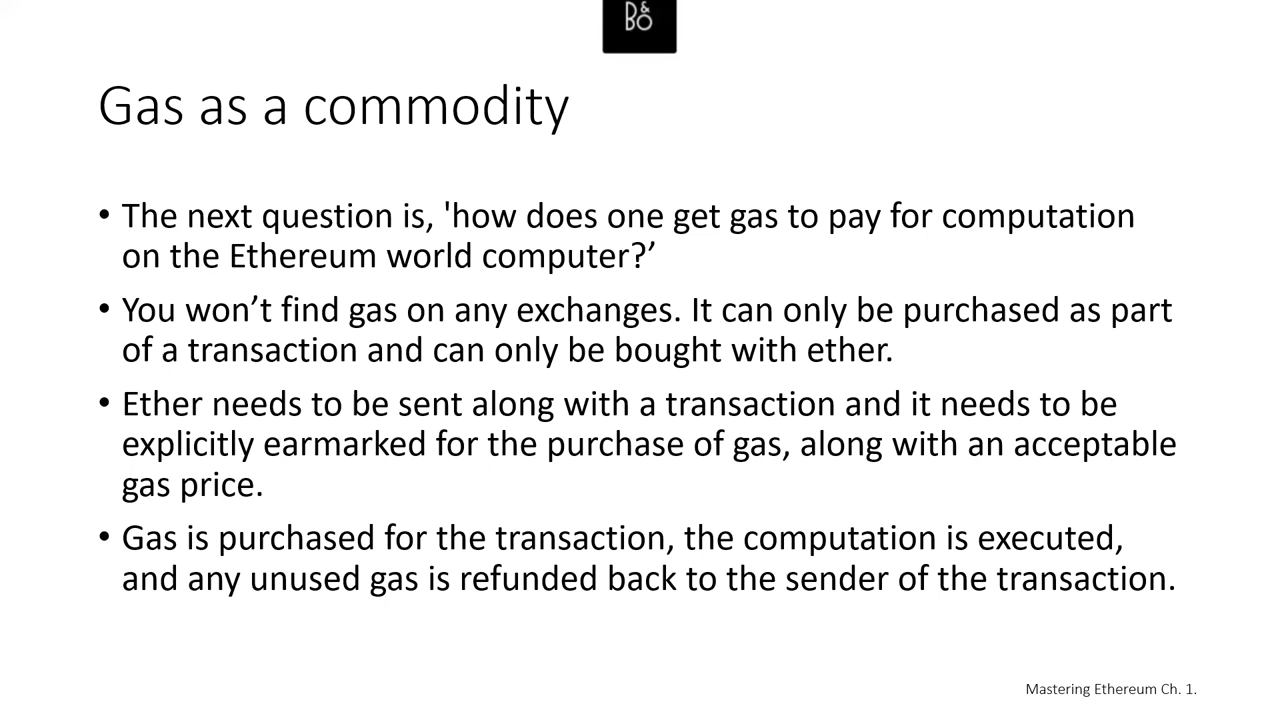 B&O
Gas as a commodity
• The next question is, 'how does one get gas to pay for computation
on the Ethereum world computer?’
• You won’t find gas on any exchanges. It can only be purchased as part
of a transaction and can only be bought with ether.
• Ether needs to be sent along with a transaction and it needs to be
explicitly earmarked for the purchase of gas, along with an acceptable
gas price.
• Gas is purchased for the transaction, the computation is executed,
and any unused gas is refunded back to the sender of the transaction.
Mastering Ethereum Ch. 1.